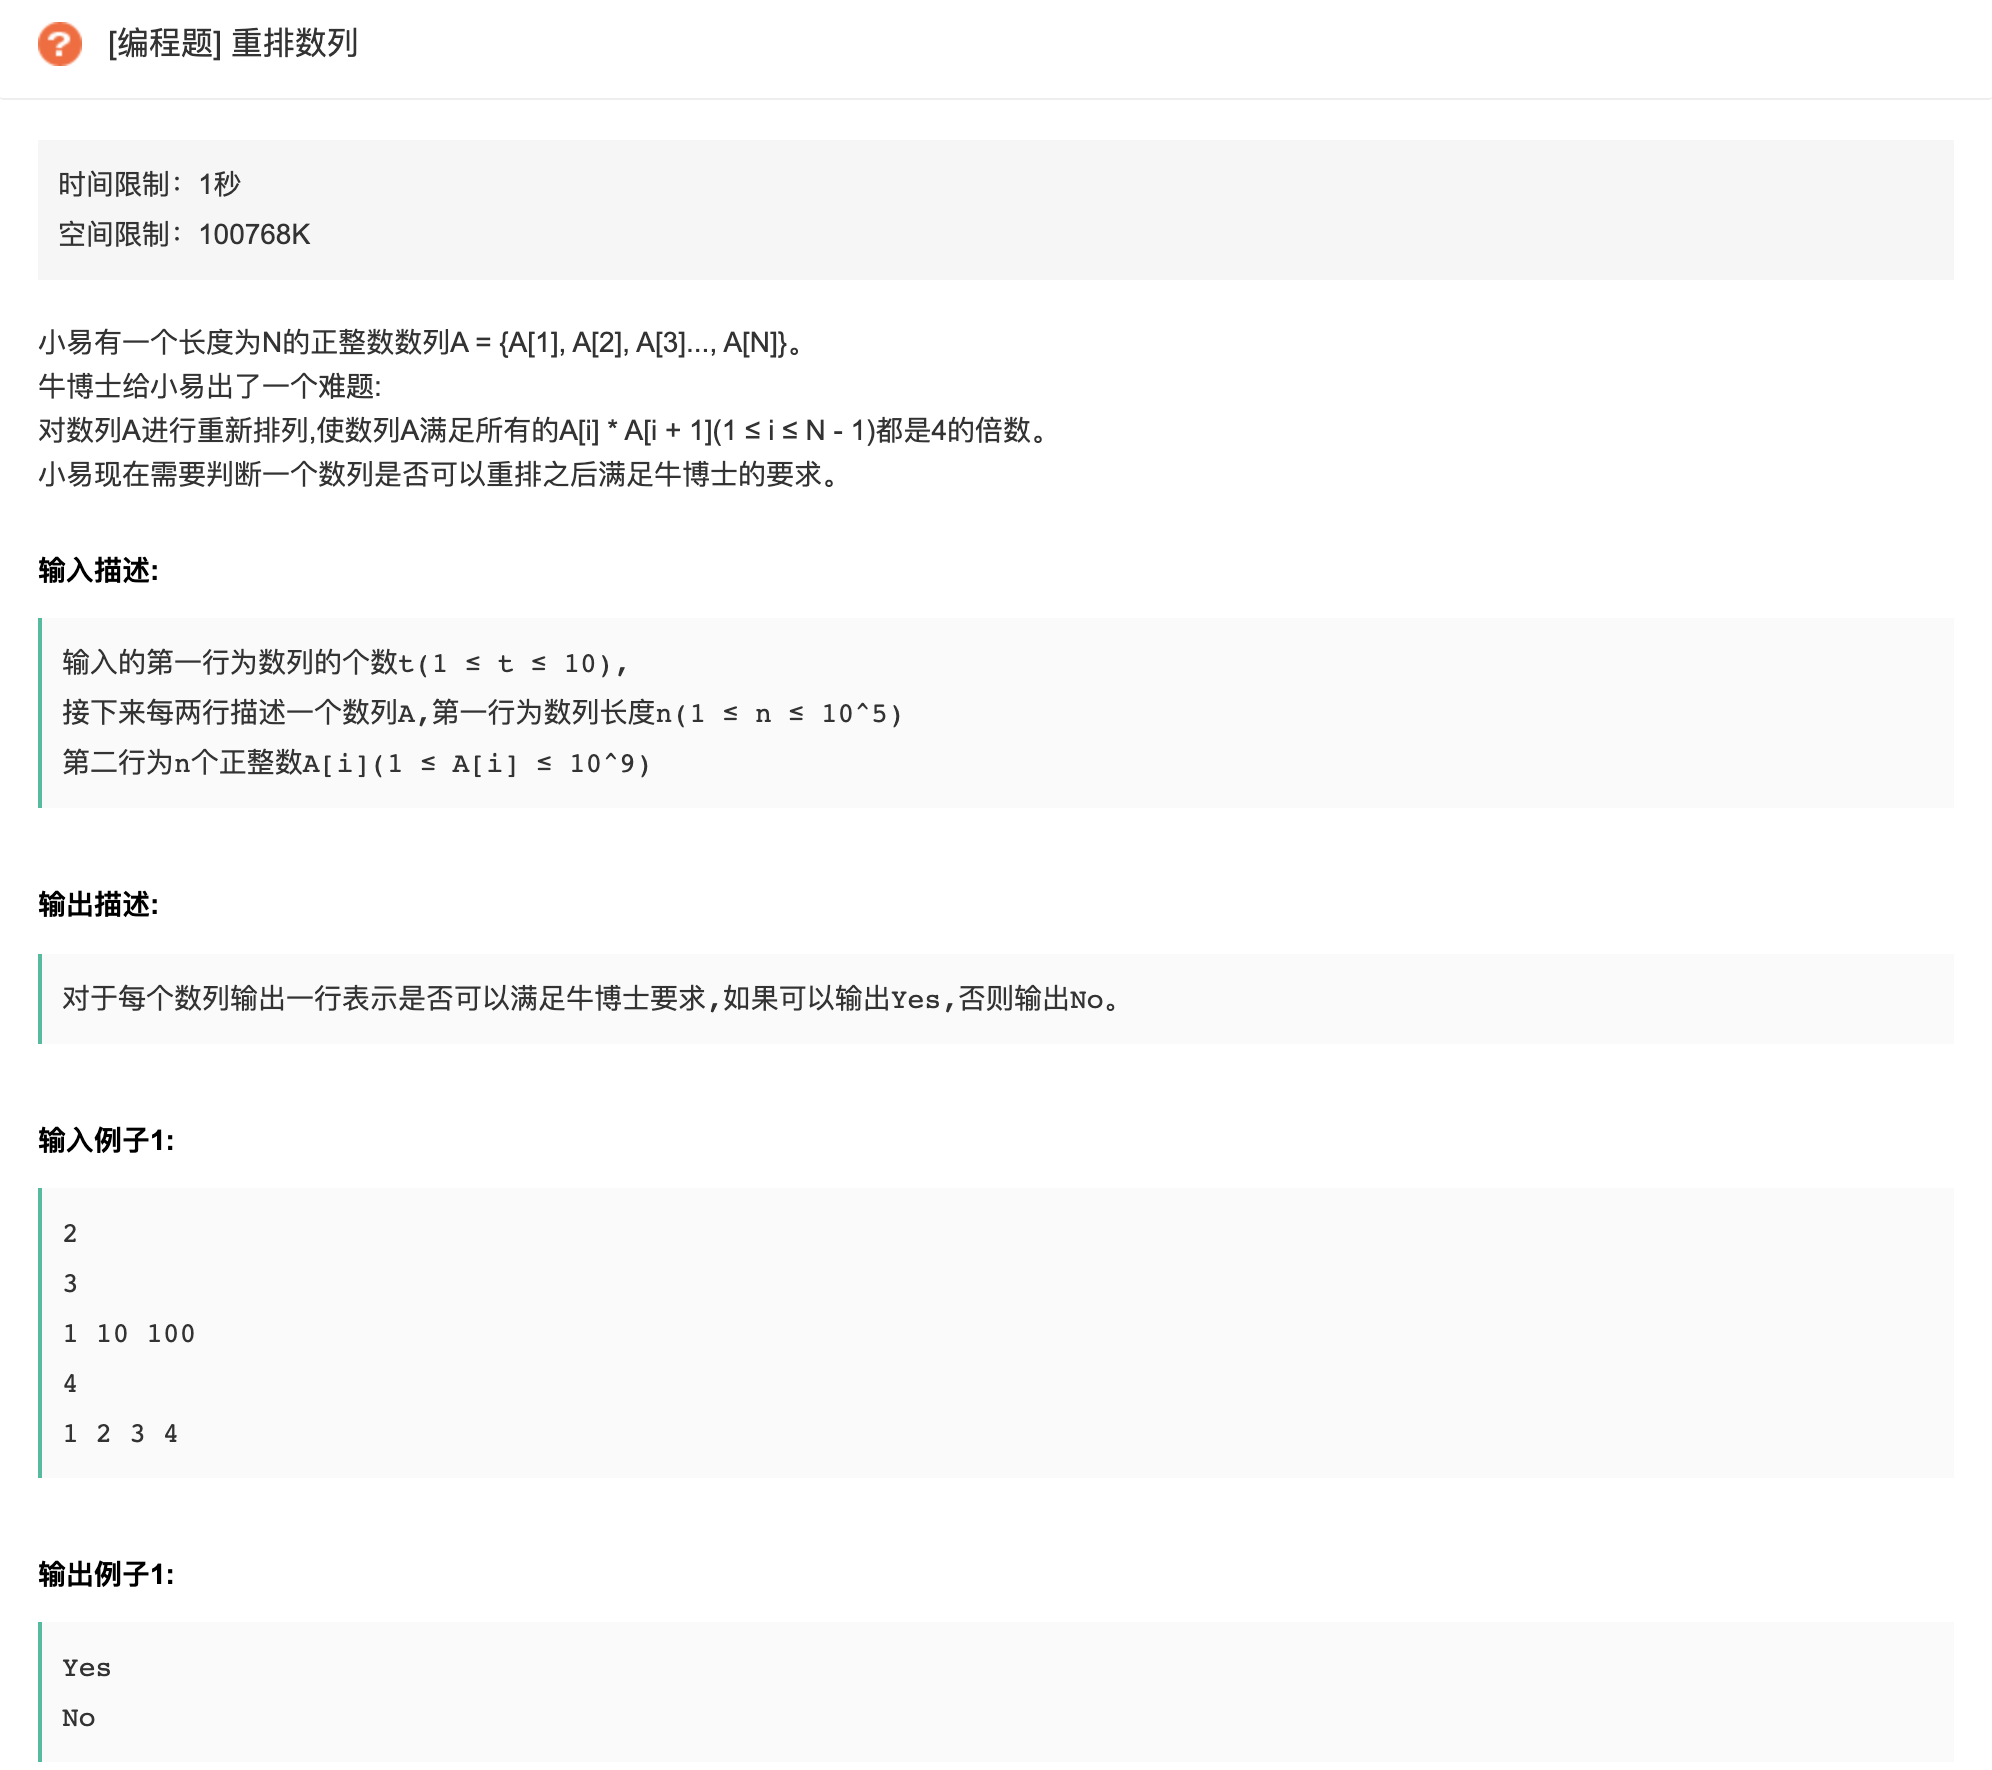 [编程题] 重排数列
时间限制：1秒
空间限制：100768K
小易有一个长度为N的正整数数列A = {A[1], A[2], A[3]..., A[N]}。
牛博士给小易出了一个难题:
对数列A进行重新排列,使数列A满足所有的A[i] * A[i + 1](1 ≤ i ≤ N - 1)都是4的倍数。
小易现在需要判断一个数列是否可以重排之后满足牛博士的要求。
输入描述:
输入的第一行为数列的个数t(1 ≤ t ≤ 10),
接下来每两行描述一个数列A,第一行为数列长度n(1 ≤ n ≤ 10^5)
第二行为n个正整数A[i](1 ≤ A[i] ≤ 10^9)
输出描述:
对于每个数列输出一行表示是否可以满足牛博士要求,如果可以输出Yes,否则输出No。
输入例子1:
2
3
1 10 100
4
1 2 3 4
输出例子1:
Yes
No